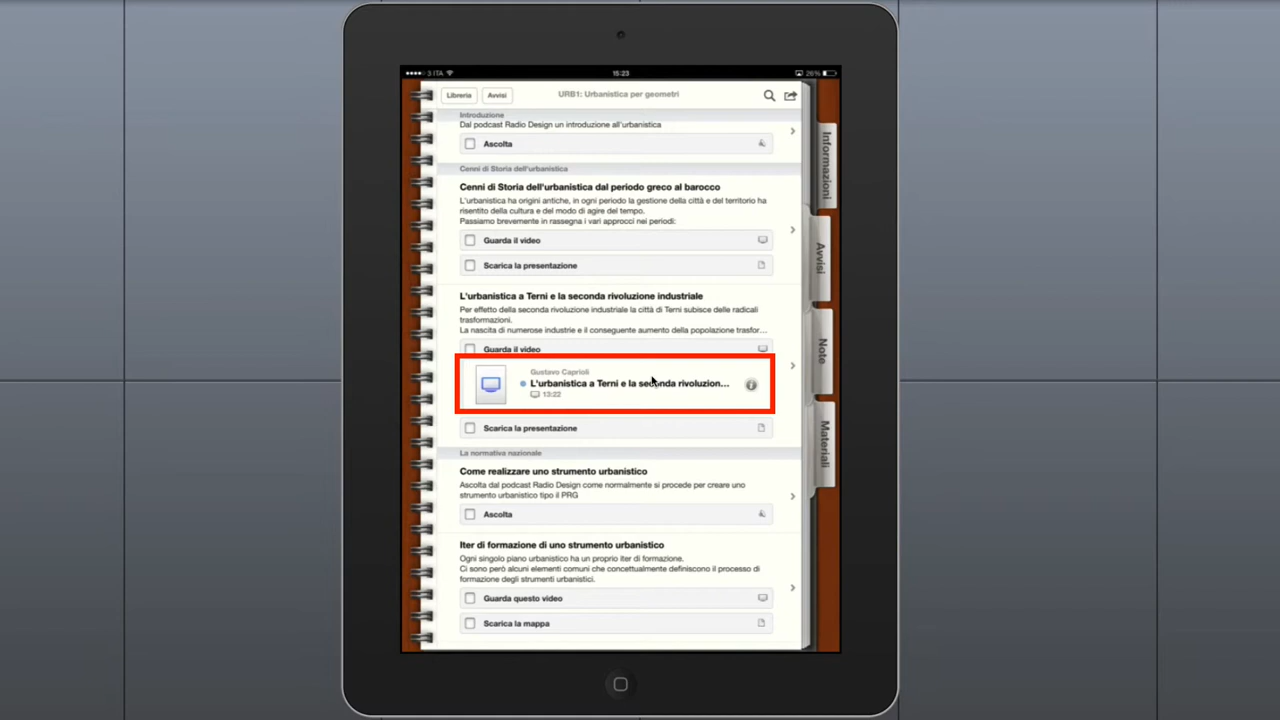 3 ITA
15:23
26%
Libreria
Avvisi
URB1: Urbanistica per geometri
Introduzione
Dal podcast Radio Design un introduzione all'urbanistica
Ascolta
Cenni di Storia dell'urbanistica
Cenni di Storia dell'urbanistica dal periodo greco al barocco
L'urbanistica ha origini antiche, in ogni periodo la gestione della città e del territorio ha
risentito della cultura e del modo di agire del tempo.
Passiamo brevemente in rassegna i vari approcci nei periodi:
Guarda il video
Scarica la presentazione
L'urbanistica a Terni e la seconda rivoluzione industriale
Per effetto della seconda rivoluzione industriale la città di Terni subisce delle radicali
trasformazioni.
La nascita di numerose industrie e il conseguente aumento della popolazione trasfor...
Guarda il video
Gustavo Caprioli
L'urbanistica a Terni e la seconda rivoluzion...
13:22
Scarica la presentazione
La normativa nazionale
Come realizzare uno strumento urbanistico
Ascolta dal podcast Radio Design come normalmente si procede per creare uno
strumento urbanistico tipo il PRG
Ascolta
Iter di formazione di uno strumento urbanistico
Ogni singolo piano urbanistico ha un proprio iter di formazione.
Ci sono però alcuni elementi comuni che concettualmente definiscono il processo di
formazione degli strumenti urbanistici.
Guarda questo video
Scarica la mappa
Informazioni
Avvisi
Note
Materiali